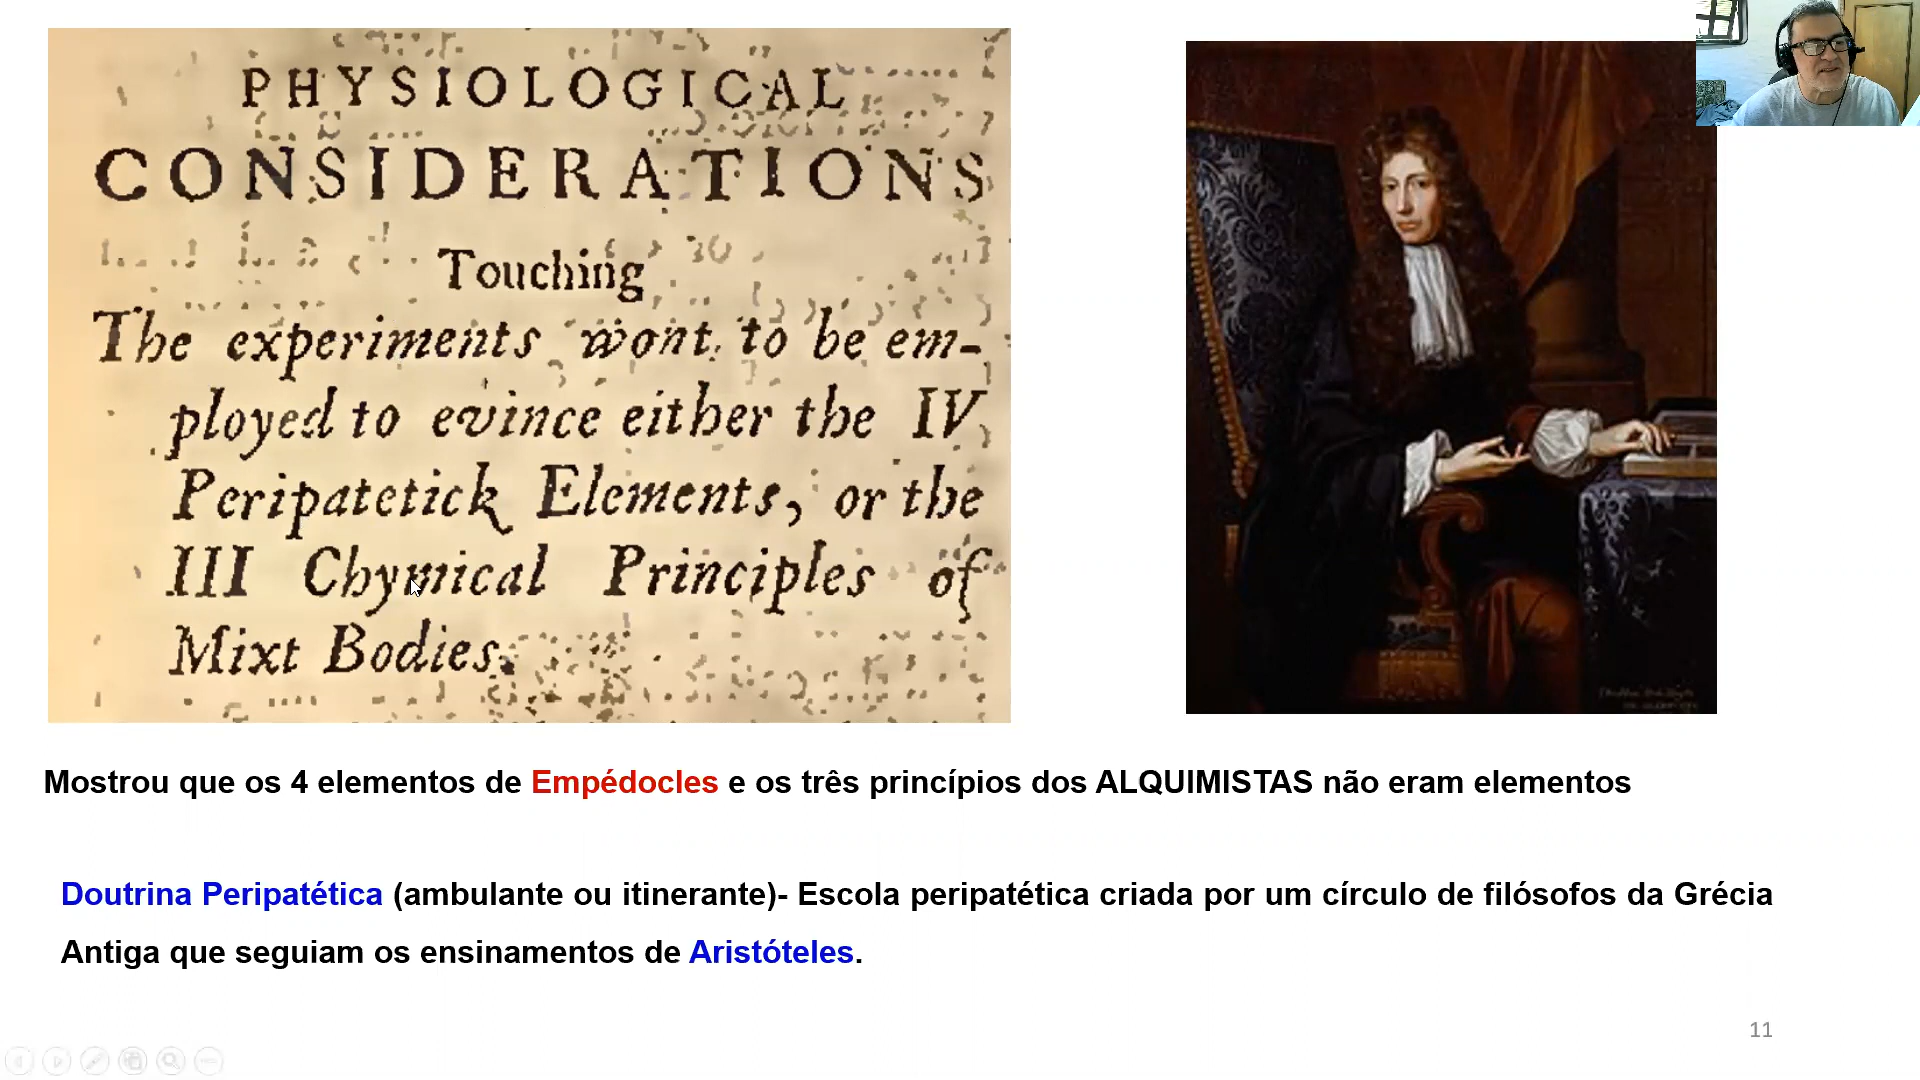 PHYSIOLOGICAL
CONSIDERATIONS
Touching
The experiments wont to be em-
ployed to evince either the IV
Peripatetick Elements, or the
III Chymical Principles of
Mixt Bodies.
Mostrou que os 4 elementos de Empédocles e os três princípios dos ALQUIMISTAS não eram elementos
Doutrina Peripatética (ambulante ou itinerante)- Escola peripatética criada por um círculo de filósofos da Grécia
Antiga que seguiam os ensinamentos de Aristóteles.
11